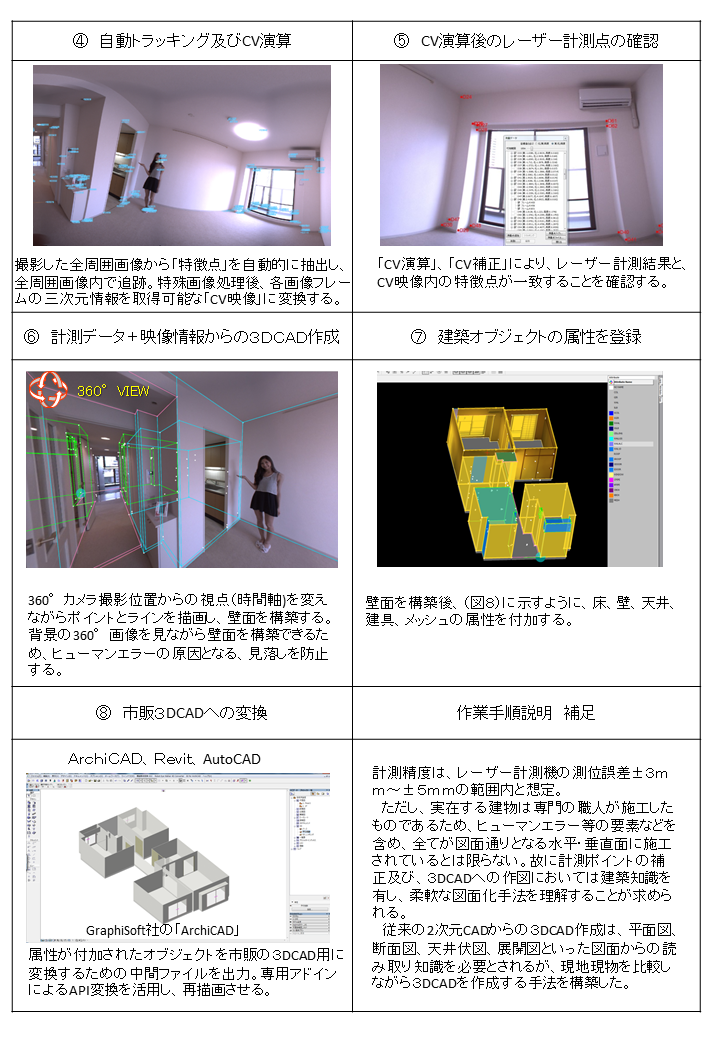 ④ 自動トラッキング及びCV演算
⑤ CV演算後のレーザー計測点の確認
撮影した全周囲画像から「特徴点」を自動的に抽出し、
全周囲画像内で追跡。特殊画像処理後、各画像フレー
ムの三次元情報を取得可能な「CV映像」に変換する。
「CV演算」、「CV補正」により、レーザー計測結果と、
CV映像内の特徴点が一致することを確認する。
⑥ 計測データ+映像情報からの3DCAD作成
⑦ 建築オブジェクトの属性を登録
360° VIEW
360°カメラ撮影位置からの視点(時間軸)を変え
ながらポイントとラインを描画し、壁面を構築する。
背景の360°画像を見ながら壁面を構築できるた
め、ヒューマンエラーの原因となる、見落しを防止
する。
壁面を構築後、(図8)に示すように、床、壁、天井、
建具、メッシュの属性を付加する。
⑧ 市販3DCADへの変換
作業手順説明 補足
ArchiCAD、Revit、AutoCAD
GraphiSoft社の「ArchiCAD」
属性が付加されたオブジェクトを市販の3DCAD用に
変換するための中間ファイルを出力。専用アドイン
によるAPI変換を活用し、再描画させる。
計測精度は、レーザー計測機の測位誤差±3m
m~±5mmの範囲内と想定。
ただし、実在する建物は専門の職人が施工した
ものであるため、ヒューマンエラー等の要素などを
含め、全てが図面通りとなる水平・垂直面に施工
されているとは限らない。故に計測ポイントの補
正及び、3DCADへの作図においては建築知識を
有し、柔軟な図面化手法を理解することが求めら
れる。
従来の2次元CADからの3DCAD作成は、平面図、
断面図、天井伏図、展開図といった図面からの読
み取り知識を必要とされるが、現地現物を比較し
ながら3DCADを作成する手法を構築した。